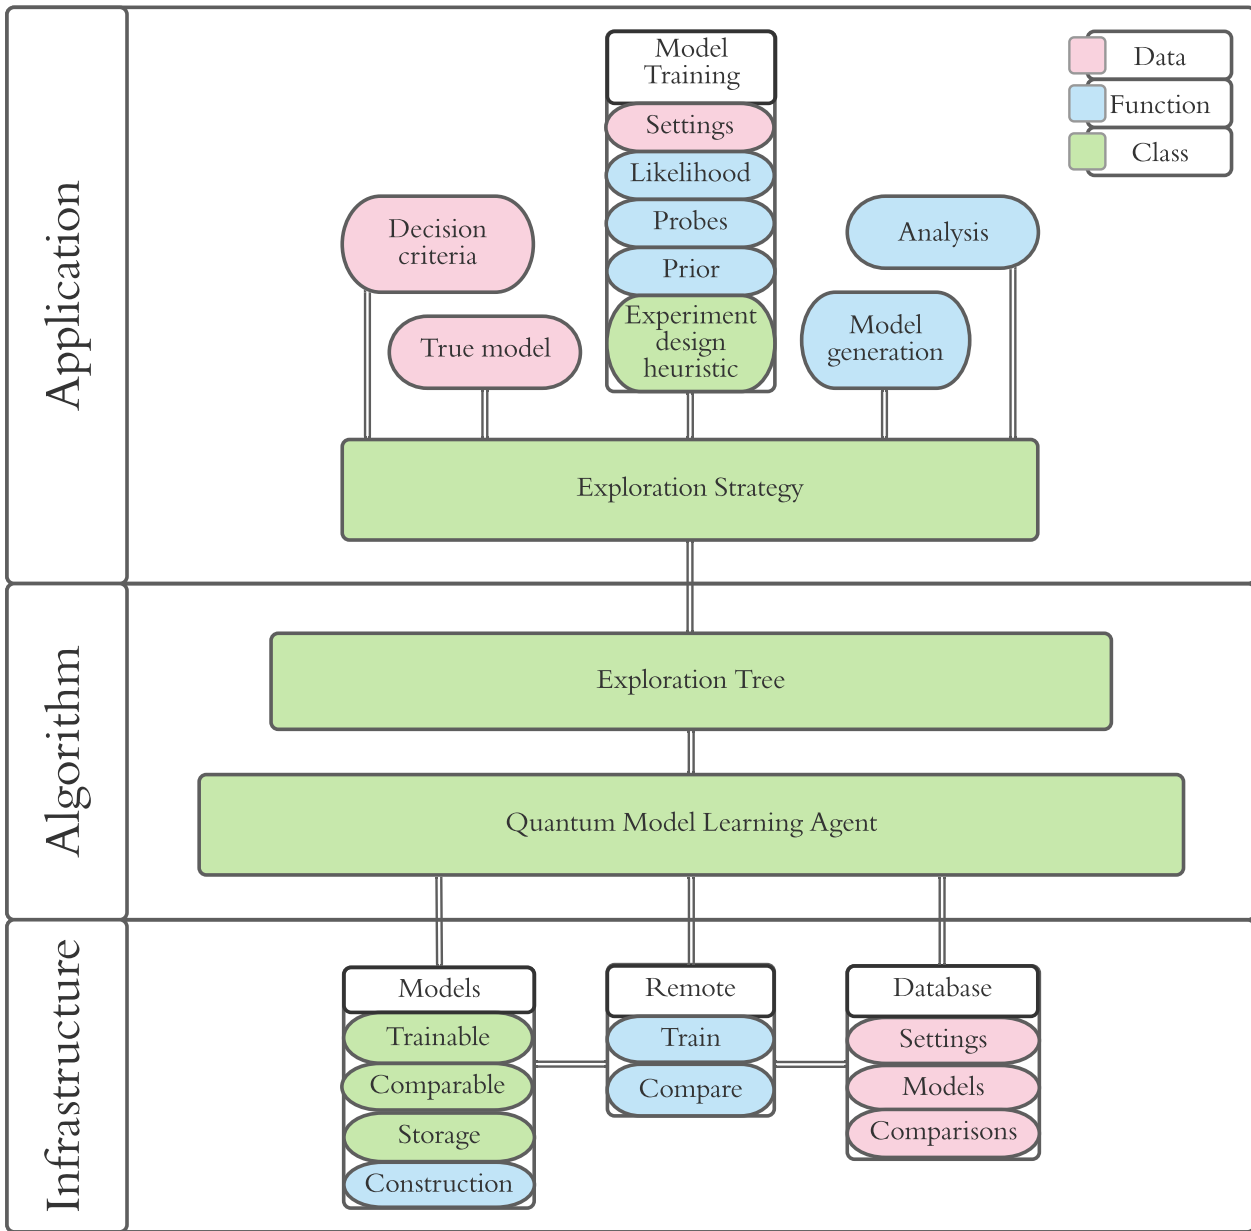 Application
Model
Training
Settings
Likelihood
Probes
Prior
Experiment
design
heuristic
Decision
criteria
True model
Analysis
Model
generation
Data
Function
Class
Exploration Strategy
Algorithm
Exploration Tree
Quantum Model Learning Agent
Infrastructure
Models
Trainable
Comparable
Storage
Construction
Remote
Train
Compare
Database
Settings
Models
Comparisons